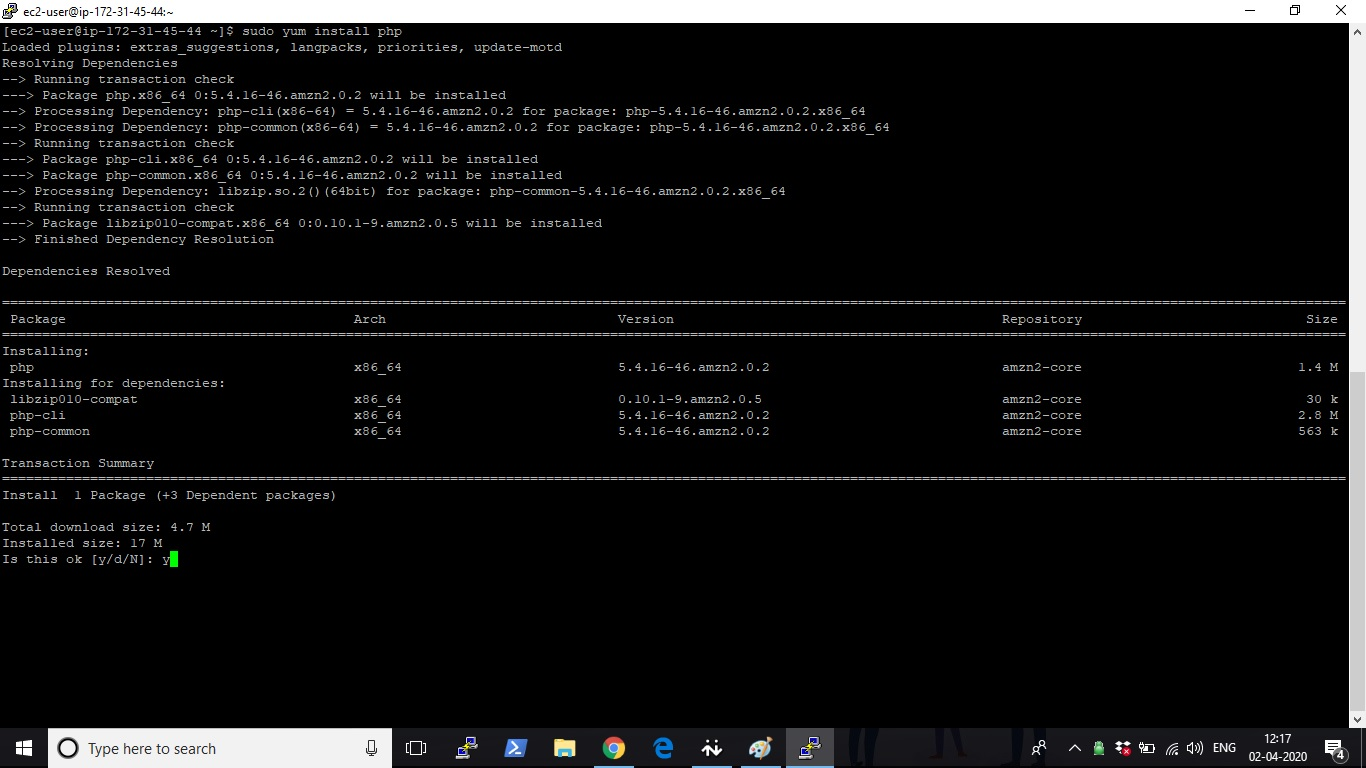 ec2-user@ip-172-31-45-44:~
[ec2-user@ip-172-31-45-44 ~]$ sudo yum install php
Loaded plugins: extras_suggestions, langpacks, priorities, update-motd
Resolving Dependencies
--> Running transaction check
---> Package php.x86_64 0:5.4.16-46.amzn2.0.2 will be installed
--> Processing Dependency: php-cli(x86-64) = 5.4.16-46.amzn2.0.2 for package: php-5.4.16-46.amzn2.0.2.x86_64
--> Processing Dependency: php-common(x86-64) = 5.4.16-46.amzn2.0.2 for package: php-5.4.16-46.amzn2.0.2.x86_64
--> Running transaction check
---> Package php-cli.x86_64 0:5.4.16-46.amzn2.0.2 will be installed
---> Package php-common.x86_64 0:5.4.16-46.amzn2.0.2 will be installed
--> Processing Dependency: libzip.so.2()(64bit) for package: php-common-5.4.16-46.amzn2.0.2.x86_64
--> Running transaction check
---> Package libzip010-compat.x86_64 0:0.10.1-9.amzn2.0.5 will be installed
--> Finished Dependency Resolution
Dependencies Resolved
Package Arch Version Repository Size
Installing:
php x86_64 5.4.16-46.amzn2.0.2 amzn2-core 1.4 M
Installing for dependencies:
libzip010-compat x86_64 0.10.1-9.amzn2.0.5 amzn2-core 30 k
php-cli x86_64 5.4.16-46.amzn2.0.2 amzn2-core 2.8 M
php-common x86_64 5.4.16-46.amzn2.0.2 amzn2-core 563 k
Transaction Summary
Install 1 Package (+3 Dependent packages)
Total download size: 4.7 M
Installed size: 17 M
Is this ok [y/d/N]: y
Type here to search
ENG
12:17
02-04-2020
4